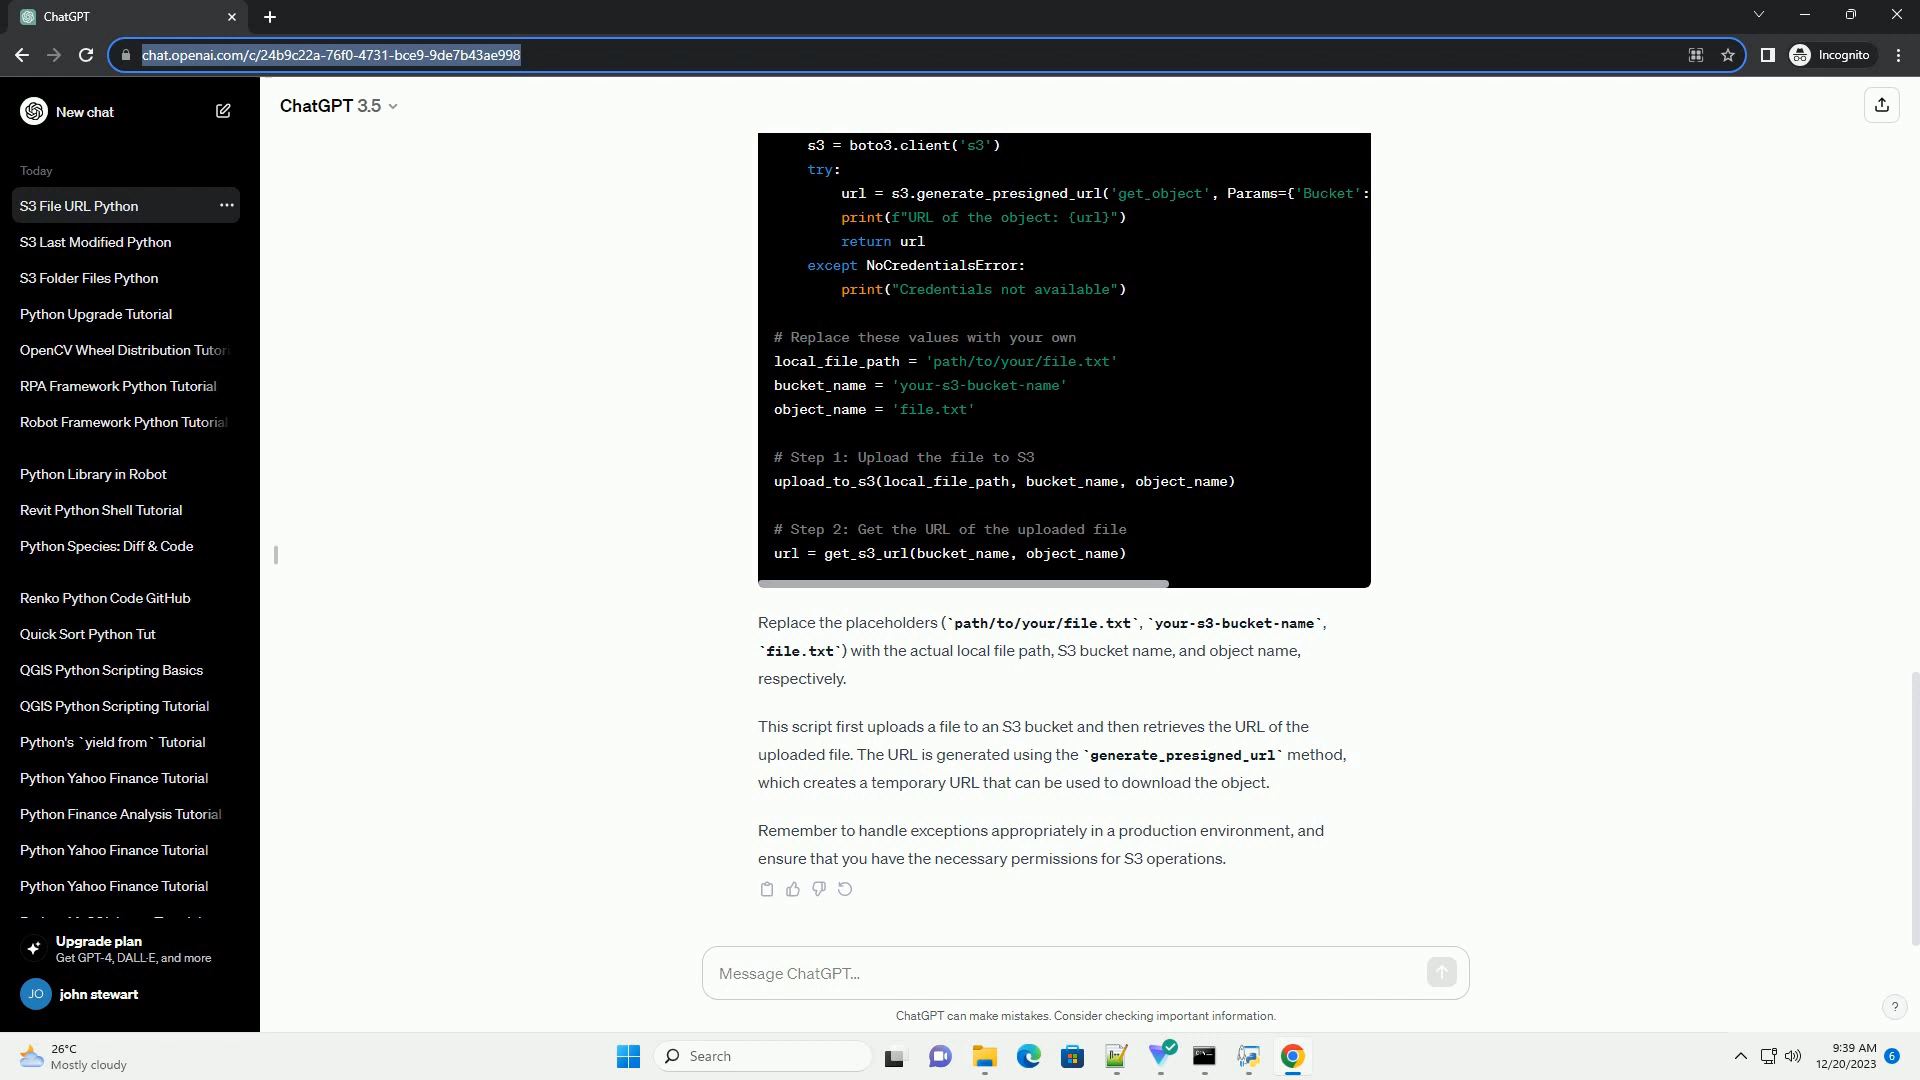 ChatGPT
chat.openai.com/c/24b9c22a-76f0-4731-bce9-9de7b43ae998
Incognito
New chat
ChatGPT 3.5
Today
S3 File URL Python
S3 Last Modified Python
S3 Folder Files Python
Python Upgrade Tutorial
OpenCV Wheel Distribution Tutori
RPA Framework Python Tutorial
Robot Framework Python Tutorial
Python Library in Robot
Revit Python Shell Tutorial
Python Species: Diff & Code
Renko Python Code GitHub
Quick Sort Python Tut
QGIS Python Scripting Basics
QGIS Python Scripting Tutorial
Python's `yield from` Tutorial
Python Yahoo Finance Tutorial
Python Finance Analysis Tutorial
Python Yahoo Finance Tutorial
Python Yahoo Finance Tutorial
Upgrade plan
Get GPT-4, DALL·E, and more
JO john stewart
s3 = boto3.client('s3')
try:
url = s3.generate_presigned_url('get_object', Params={'Bucket':
print(f"URL of the object: {url}")
return url
except NoCredentialsError:
print("Credentials not available")
# Replace these values with your own
local_file_path = 'path/to/your/file.txt'
bucket_name = 'your-s3-bucket-name'
object_name = 'file.txt'
# Step 1: Upload the file to S3
upload_to_s3(local_file_path, bucket_name, object_name)
# Step 2: Get the URL of the uploaded file
url = get_s3_url(bucket_name, object_name)
Replace the placeholders (`path/to/your/file.txt`, `your-s3-bucket-name`,
`file.txt`) with the actual local file path, S3 bucket name, and object name,
respectively.
This script first uploads a file to an S3 bucket and then retrieves the URL of the
uploaded file. The URL is generated using the `generate_presigned_url` method,
which creates a temporary URL that can be used to download the object.
Remember to handle exceptions appropriately in a production environment, and
ensure that you have the necessary permissions for S3 operations.
Message ChatGPT...
ChatGPT can make mistakes. Consider checking important information.
?
26°C
Mostly cloudy
Search
9:39 AM
12/20/2023
6